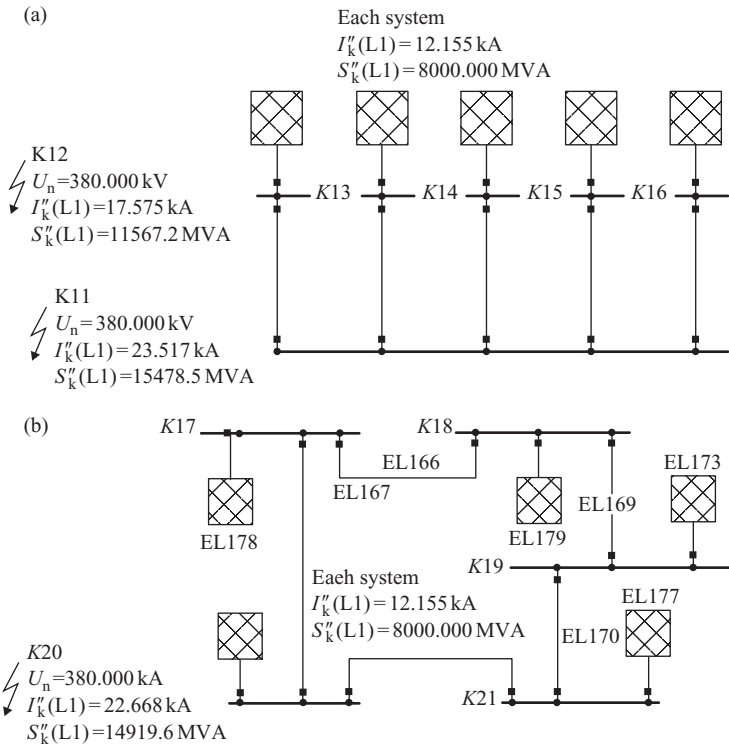 (a)
Each system
I″k(L1)=12.155 kA
S″k(L1)=8000.000 MVA
K12
Un=380.000 kV
I″k(L1)=17.575 kA
S″k(L1)=11567.2 MVA
K13
K14
K15
K16
K11
Un=380.000 kV
I″k(L1)=23.517 kA
S″k(L1)=15478.5 MVA
(b)
K17
K18
EL166
EL167
EL173
EL178
EL179
EL169
K19
Eaeh system
I″k(L1)=12.155 kA
S″k(L1)=8000.000 MVA
EL177
EL170
K20
Un=380.000 kA
I″k(L1)=22.668 kA
S″k(L1)=14919.6 MVA
K21